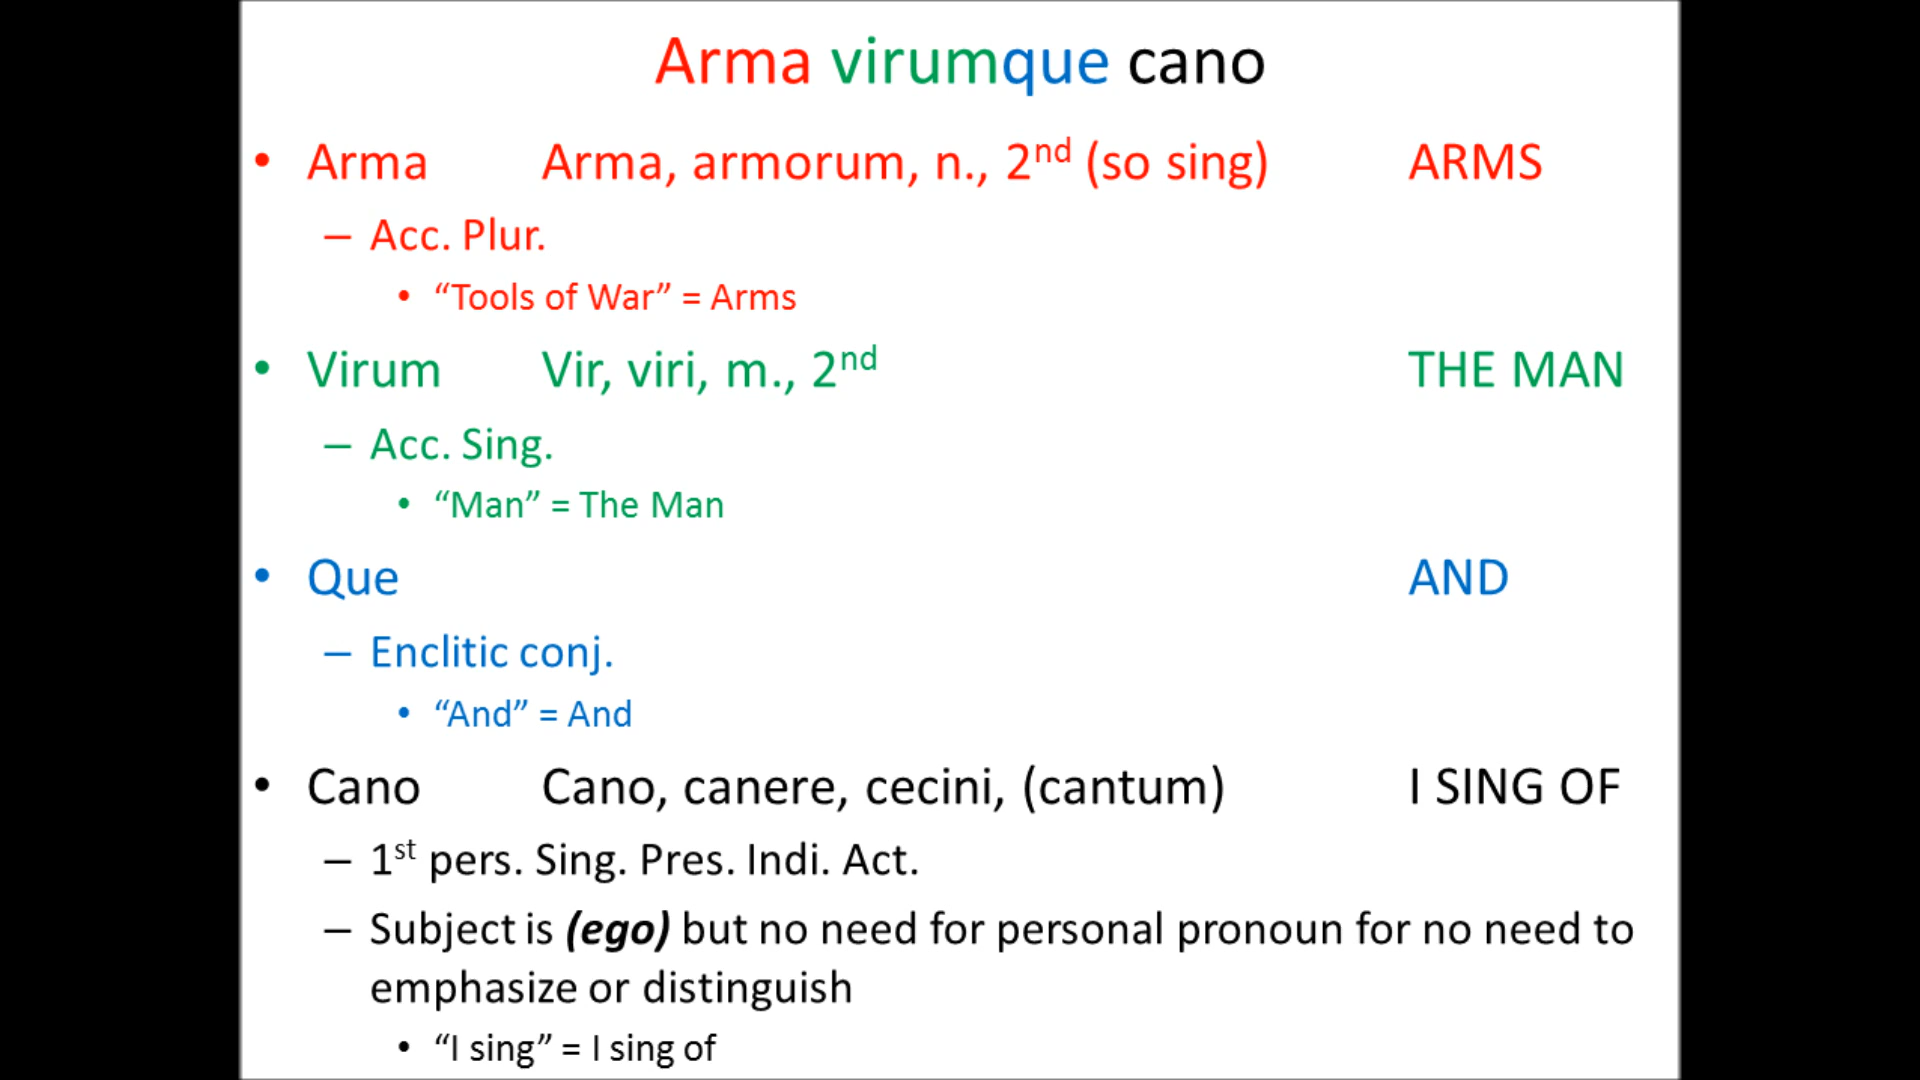 Arma virumque cano
• Arma Arma, armorum, n., 2nd (so sing) ARMS
– Acc. Plur.
• “Tools of War” = Arms
• Virum Vir, viri, m., 2nd THE MAN
– Acc. Sing.
• “Man” = The Man
• Que AND
– Enclitic conj.
• “And” = And
• Cano Cano, canere, cecini, (cantum) I SING OF
– 1st pers. Sing. Pres. Indi. Act.
– Subject is (ego) but no need for personal pronoun for no need to
emphasize or distinguish
• “I sing” = I sing of